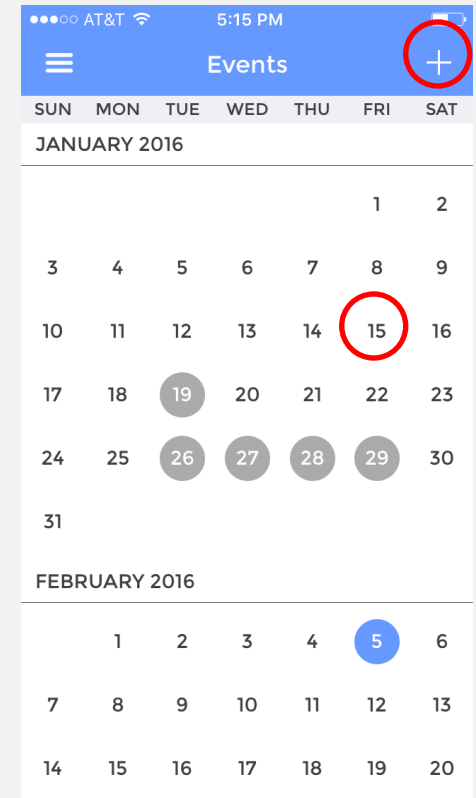 AT&T 5:15 PM
Events
SUN MON TUE WED THU FRI SAT
JANUARY 2016
1 2
3 4 5 6 7 8 9
10 11 12 13 14 15 16
17 18 19 20 21 22 23
24 25 26 27 28 29 30
31
FEBRUARY 2016
1 2 3 4 5 6
7 8 9 10 11 12 13
14 15 16 17 18 19 20